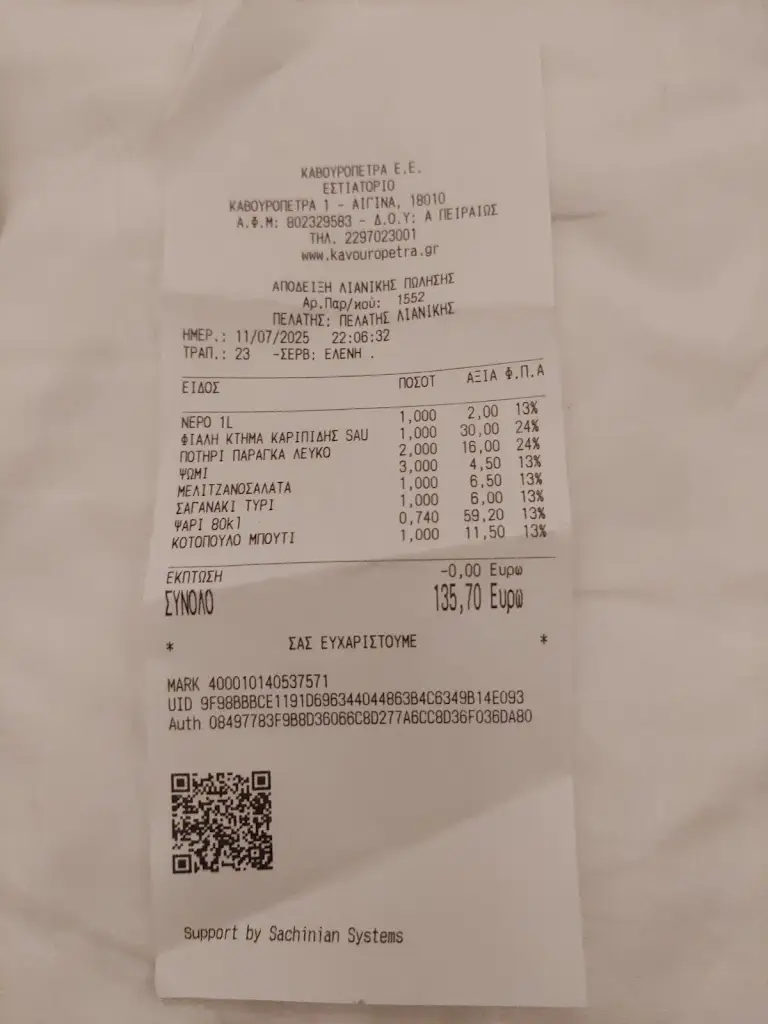 ΚΑΒΟΥΡΟΠΕΤΡΑ Ε.Ε.
ΕΣΤΙΑΤΟΡΙΟ
ΚΑΒΟΥΡΟΠΕΤΡΑ 1 - ΑΙΓΙΝΑ, 18010
Α.Φ.Μ: 802329583 - Δ.Ο.Υ: Α ΠΕΙΡΑΙΩΣ
ΤΗΛ. 2297023001
www.kavouropetra.gr
ΑΠΟΔΕΙΞΗ ΛΙΑΝΙΚΗΣ ΠΩΛΗΣΗΣ
Αρ.Παρ/κού: 1552
ΠΕΛΑΤΗΣ: ΠΕΛΑΤΗΣ ΛΙΑΝΙΚΗΣ
ΗΜΕΡ.: 11/07/2025 22:06:32
ΤΡΑΠ.: 23 -ΣΕΡΒ: ΕΛΕΝΗ .
ΕΙΔΟΣ ΠΟΣΟΤ ΑΞΙΑ Φ.Π.Α
ΝΕΡΟ 1L 1,000 2,00 13%
ΦΙΑΛΗ ΚΤΗΜΑ ΚΑΡΙΠΙΔΗΣ SAU 1,000 30,00 24%
ΠΟΤΗΡΙ ΠΑΡΑΓΚΑ ΛΕΥΚΟ 2,000 16,00 24%
ΨΩΜΙ 3,000 4,50 13%
ΜΕΛΙΤΖΑΝΟΣΑΛΑΤΑ 1,000 6,50 13%
ΣΑΓΑΝΑΚΙ ΤΥΡΙ 1,000 6,00 13%
ΨΑΡΙ 80κ1 0,740 59,20 13%
ΚΟΤΟΠΟΥΛΟ ΜΠΟΥΤΙ 1,000 11,50 13%
ΕΚΠΤΩΣΗ -0,00 Ευρω
ΣΥΝΟΛΟ 135,70 Ευρω
* ΣΑΣ ΕΥΧΑΡΙΣΤΟΥΜΕ *
MARK 400010140537571
UID 9F98BBBCE1191D696344044863B4C6349B14E093
Auth 08497783F9B8D36066C8D277A6CC8D36F036DA80
Support by Sachinian Systems